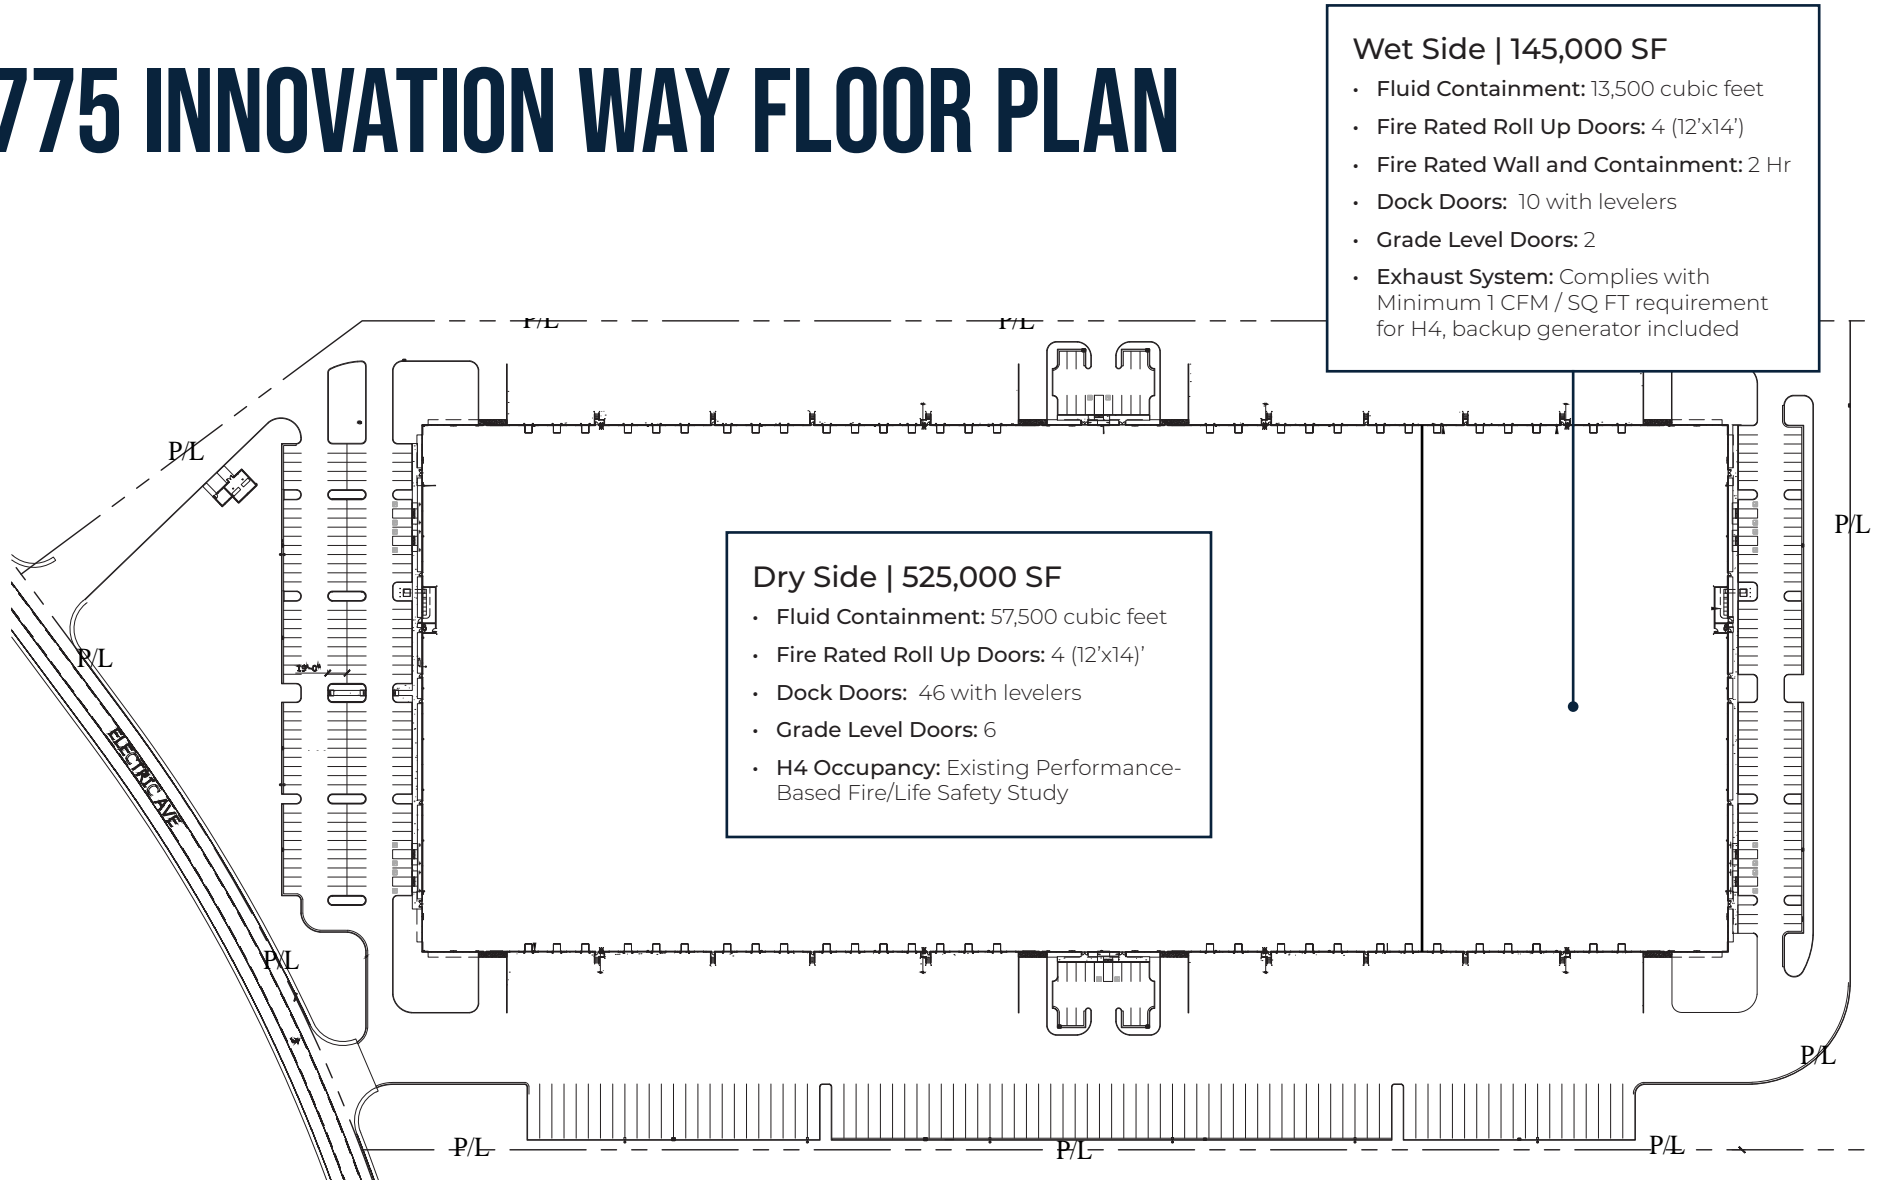 775 INNOVATION WAY FLOOR PLAN
Wet Side | 145,000 SF
• Fluid Containment: 13,500 cubic feet
• Fire Rated Roll Up Doors: 4 (12’x14’)
• Fire Rated Wall and Containment: 2 Hr
• Dock Doors:  10 with levelers
• Grade Level Doors: 2
• Exhaust System: Complies with
Minimum 1 CFM / SQ FT requirement
for H4, backup generator included
P/L
P/L
P/L
P/L
Dry Side | 525,000 SF
• Fluid Containment: 57,500 cubic feet
• Fire Rated Roll Up Doors: 4 (12’x14)’
• Dock Doors:  46 with levelers
• Grade Level Doors: 6
• H4 Occupancy: Existing Performance-
Based Fire/Life Safety Study
P/L
ELECTRIC AVE
P/L
P/L
P/L
P/L
P/L